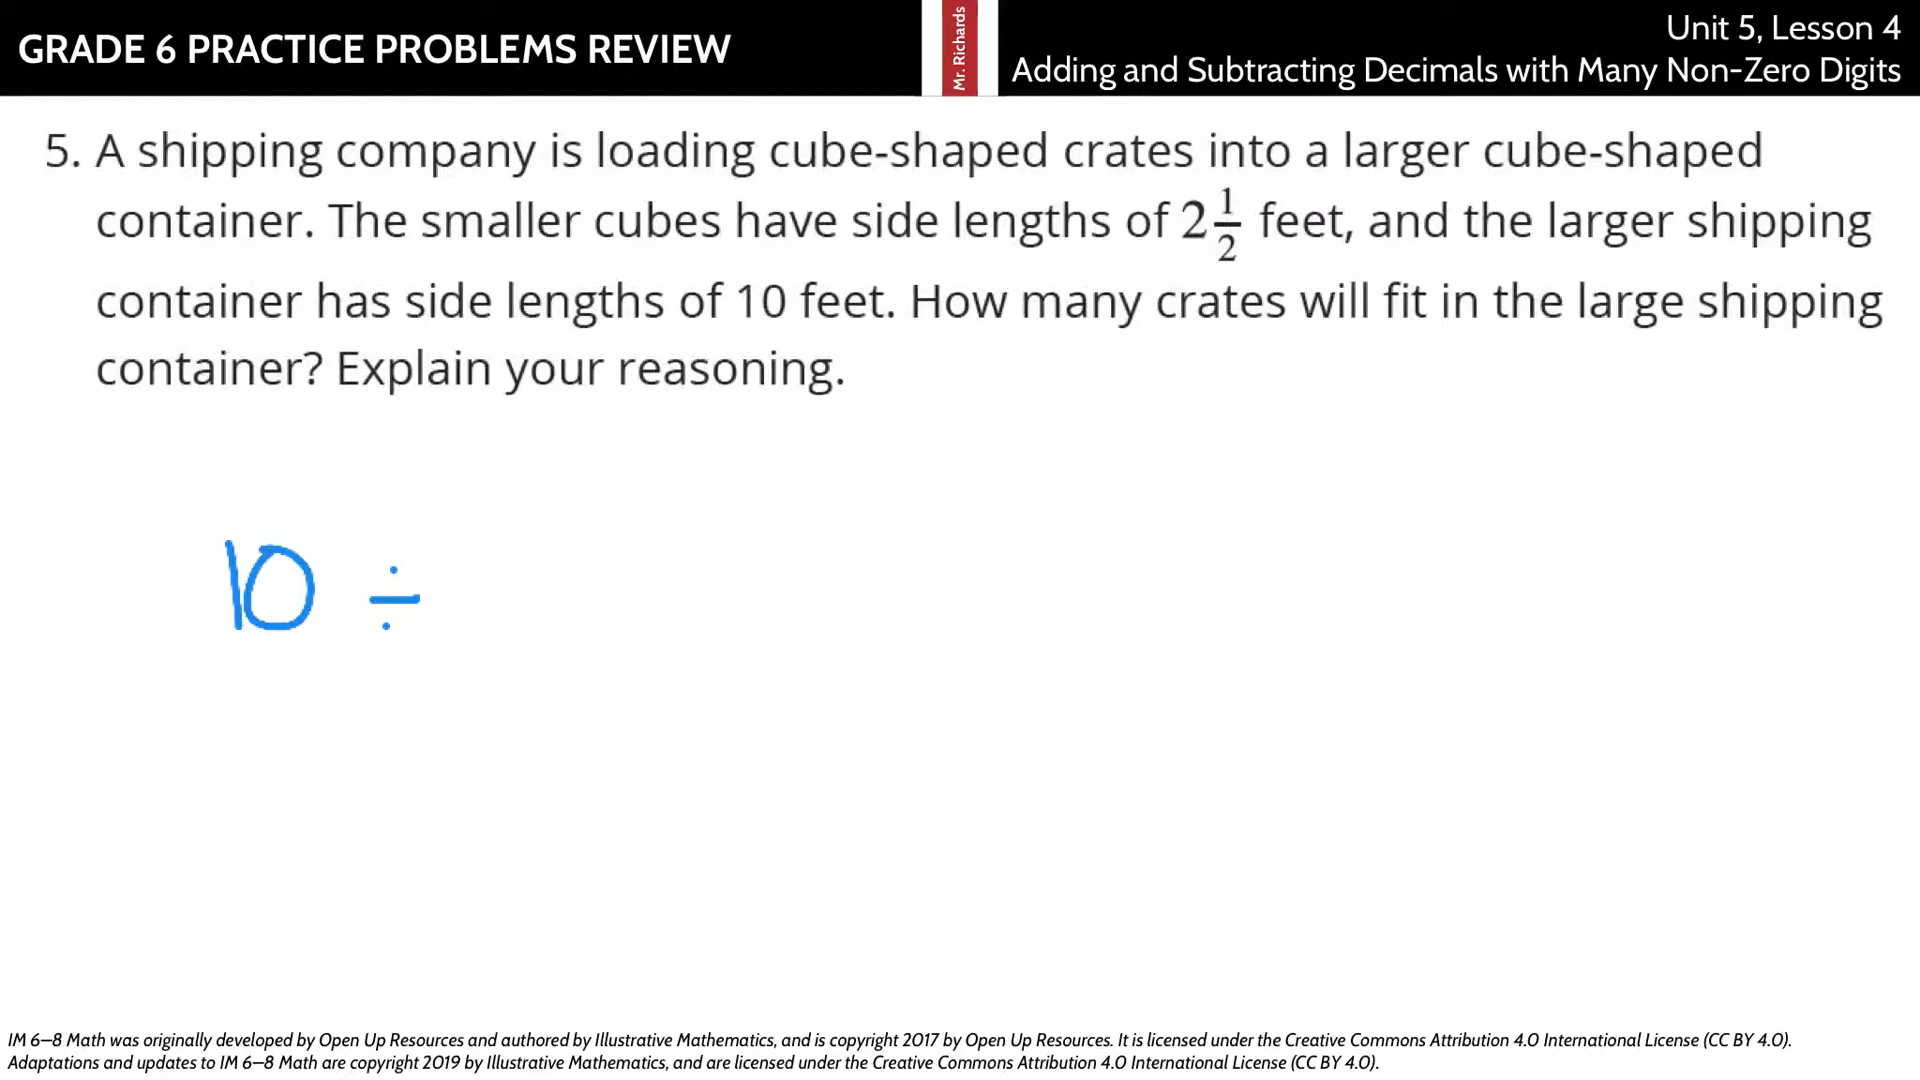 GRADE 6 PRACTICE PROBLEMS REVIEW
Mr. Richards
Unit 5, Lesson 4
Adding and Subtracting Decimals with Many Non-Zero Digits
5. A shipping company is loading cube-shaped crates into a larger cube-shaped
container. The smaller cubes have side lengths of 2 1/2 feet, and the larger shipping
container has side lengths of 10 feet. How many crates will fit in the large shipping
container? Explain your reasoning.
10 ÷
IM 6–8 Math was originally developed by Open Up Resources and authored by Illustrative Mathematics, and is copyright 2017 by Open Up Resources. It is licensed under the Creative Commons Attribution 4.0 International License (CC BY 4.0).
Adaptations and updates to IM 6–8 Math are copyright 2019 by Illustrative Mathematics, and are licensed under the Creative Commons Attribution 4.0 International License (CC BY 4.0).